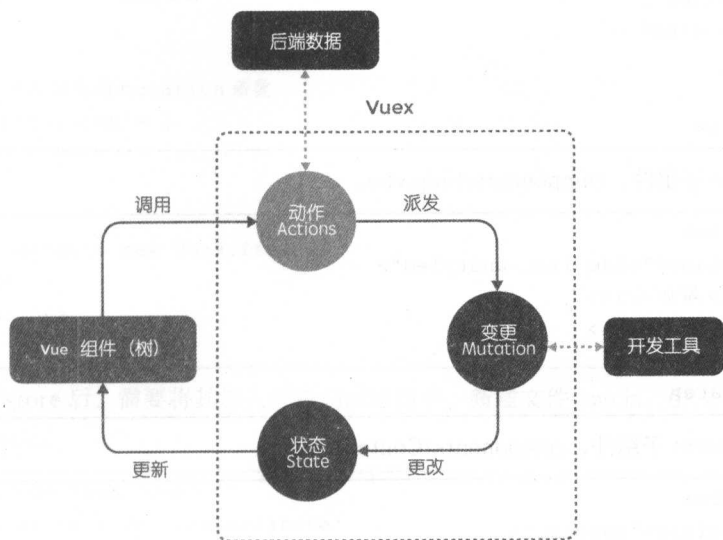 后端数据
Vuex
调用
动作
Actions
派发
Vue 组件（树）
变更
Mutation
开发工具
状态
State
更新
更改